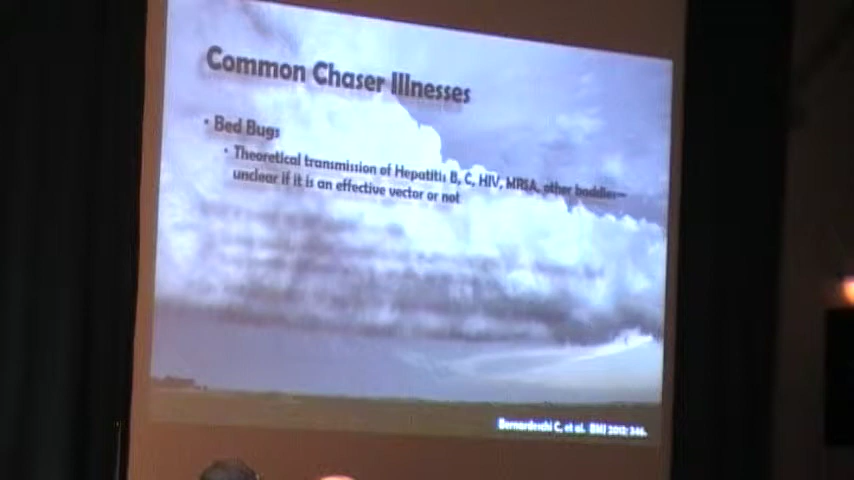 Common Chaser Illnesses
• Bed Bugs
• Theoretical transmission of Hepatitis B, C, HIV, MRSA, other baddies—
unclear if it is an effective vector or not
Bernardeschi C, et al. BMJ 2013; 346.